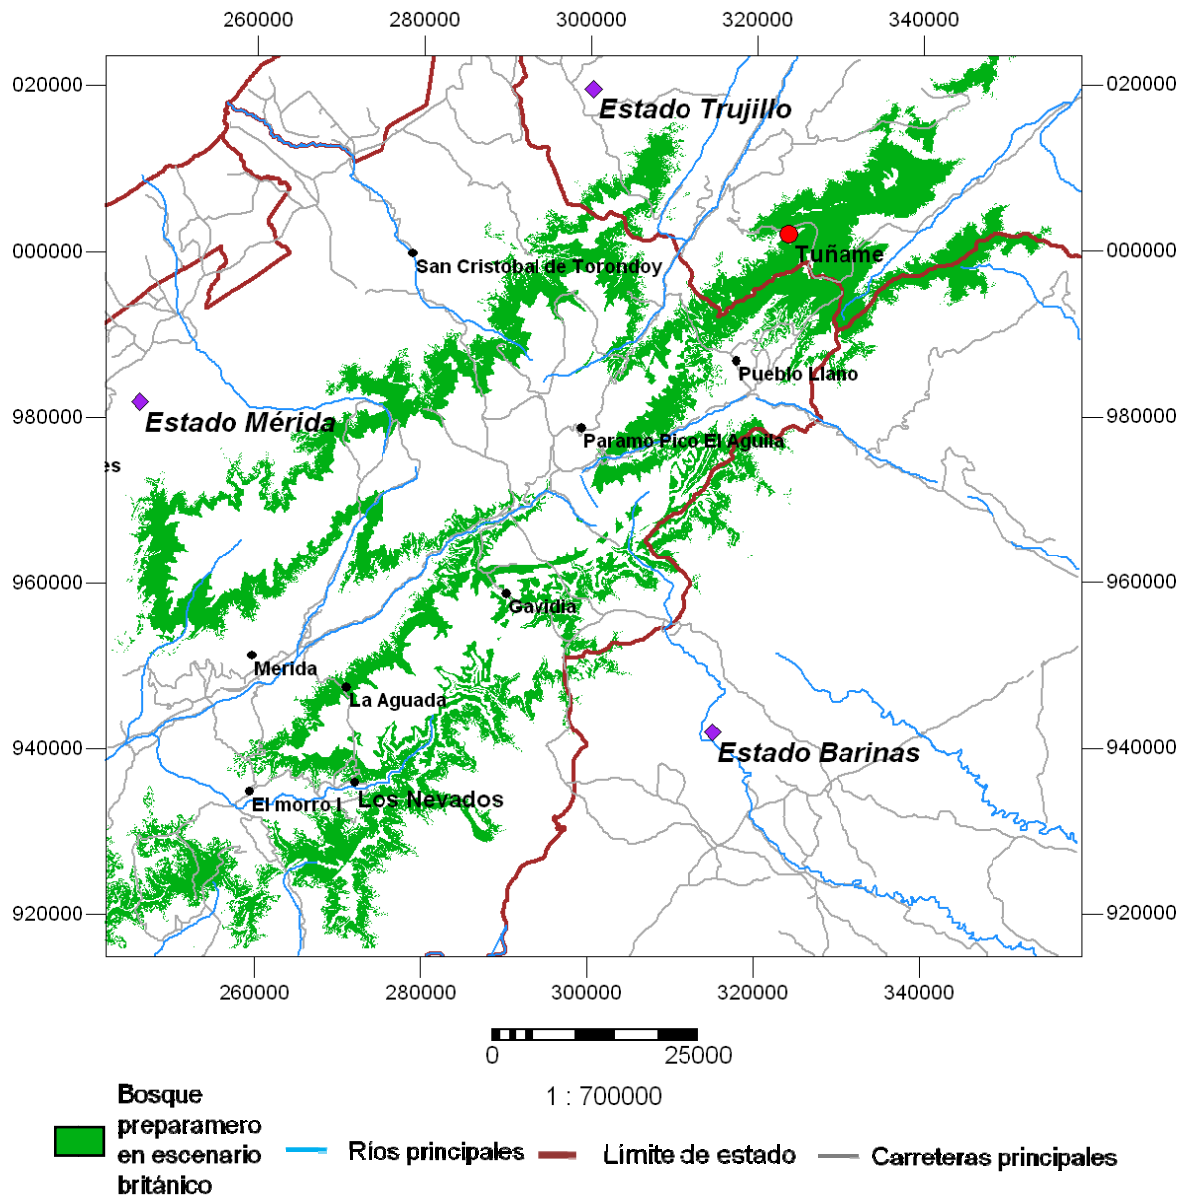 260000 280000 300000 320000 340000
020000 020000
Estado Trujillo
000000 000000
Tuñame
San Cristobal de Torondoy
Pueblo Llano
980000 980000
Estado Mérida
Paramo Pico El Aguila
es
960000 960000
Gavidia
Merida
La Aguada
940000 940000
Estado Barinas
Los Nevados
El morro I
920000 920000
260000 280000 300000 320000 340000
0 25000
1 : 700000
Bosque
preparamero
en escenario
británico
Ríos principales
Límite de estado
Carreteras principales